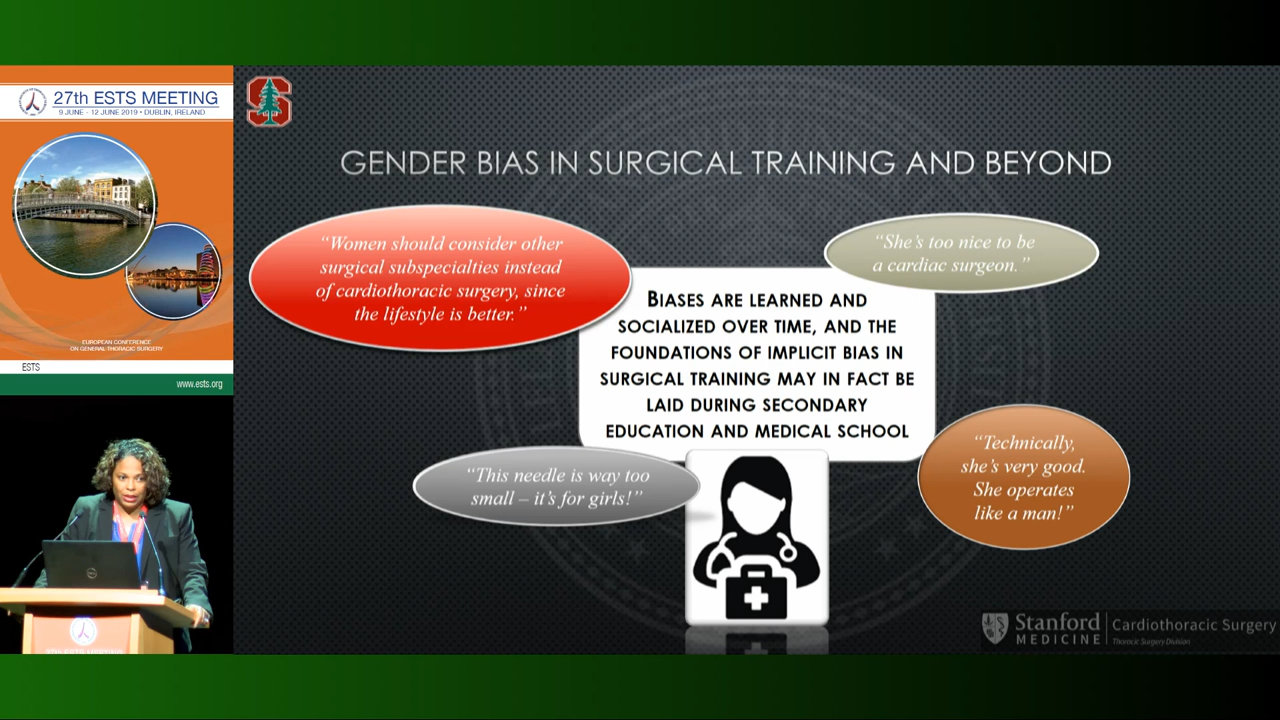 27th ESTS MEETING
9 JUNE - 12 JUNE 2019 • DUBLIN, IRELAND
EUROPEAN CONFERENCE
ON GENERAL THORACIC SURGERY
ESTS
www.ests.org
27TH ESTS MEETING
GENDER BIAS IN SURGICAL TRAINING AND BEYOND
“Women should consider other
surgical subspecialties instead
of cardiothoracic surgery, since
the lifestyle is better.”
“She’s too nice to be
a cardiac surgeon.”
BIASES ARE LEARNED AND
SOCIALIZED OVER TIME, AND THE
FOUNDATIONS OF IMPLICIT BIAS IN
SURGICAL TRAINING MAY IN FACT BE
LAID DURING SECONDARY
EDUCATION AND MEDICAL SCHOOL
“This needle is way too
small – it’s for girls!”
“Technically,
she’s very good.
She operates
like a man!”
Stanford
MEDICINE
Cardiothoracic Surgery
Thoracic Surgery Division